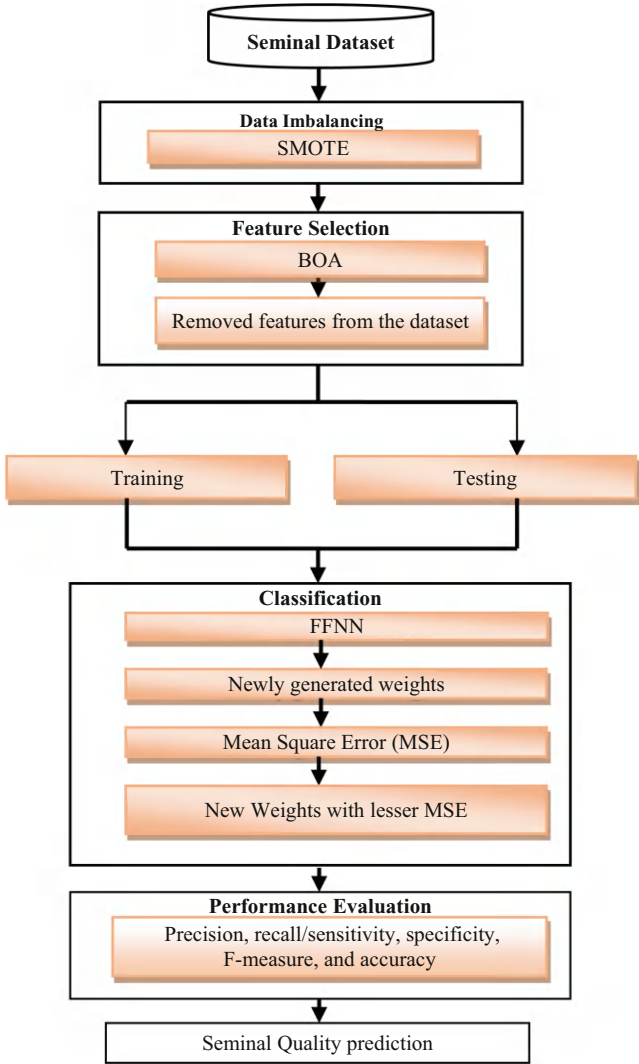 Seminal Dataset
Data Imbalancing
SMOTE
Feature Selection
BOA
Removed features from the dataset
Training
Testing
Classification
FFNN
Newly generated weights
Mean Square Error (MSE)
New Weights with lesser MSE
Performance Evaluation
Precision, recall/sensitivity, specificity,
F-measure, and accuracy
Seminal Quality prediction